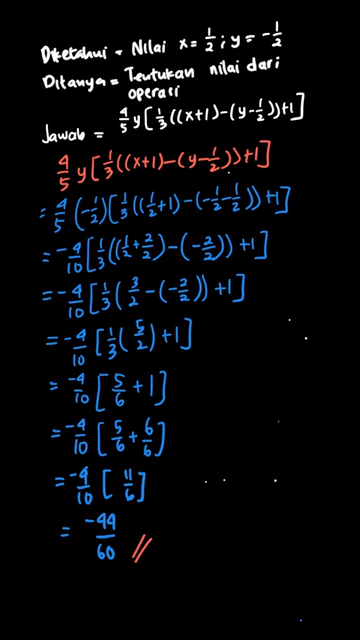 Diketahui = Nilai x = 1/2 ; y = -1/2
Ditanya = Tentukan nilai dari operasi
4/5 y [1/3 ((x+1) - (y - 1/2)) + 1]
Jawab =
4/5 y [1/3 ((x+1) - (y - 1/2)) + 1]
= 4/5 (-1/2) [1/3 ((1/2 + 1) - (-1/2 - 1/2)) + 1]
= -4/10 [1/3 ((1/2 + 2/2) - (-2/2)) + 1]
= -4/10 [1/3 (3/2 - (-2/2)) + 1]
= -4/10 [1/3 (5/2) + 1]
= -4/10 [5/6 + 1]
= -4/10 [5/6 + 6/6]
= -4/10 [11/6]
= -44/60 //